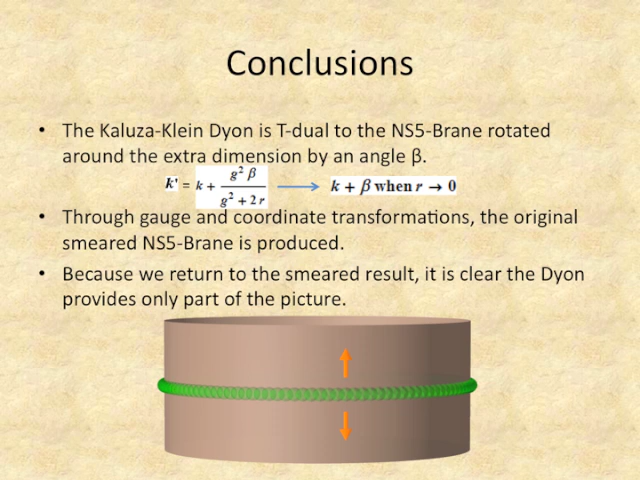 Conclusions
• The Kaluza-Klein Dyon is T-dual to the NS5-Brane rotated
around the extra dimension by an angle β.
k' = k + g² β / g² + 2 r → k + β when r → 0
• Through gauge and coordinate transformations, the original
smeared NS5-Brane is produced.
• Because we return to the smeared result, it is clear the Dyon
provides only part of the picture.